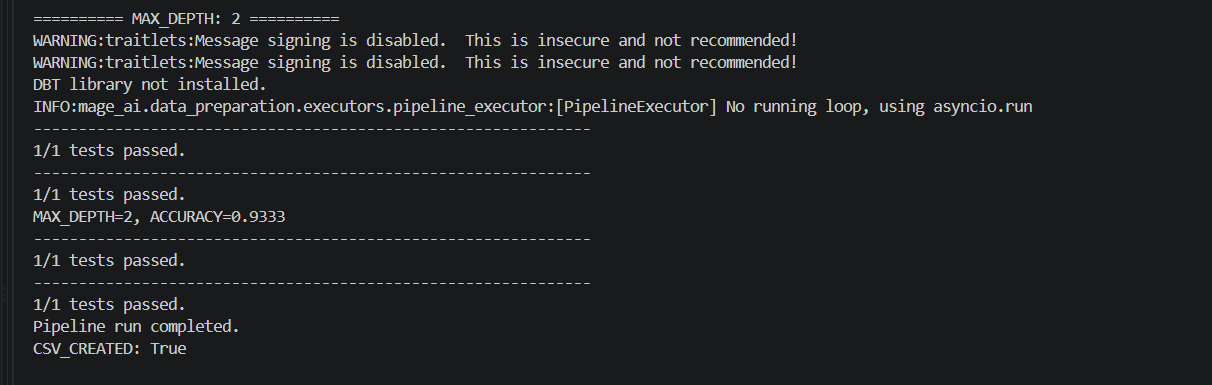 ========== MAX_DEPTH: 2 ==========
WARNING:traitlets:Message signing is disabled.  This is insecure and not recommended!
WARNING:traitlets:Message signing is disabled.  This is insecure and not recommended!
DBT library not installed.
INFO:mage_ai.data_preparation.executors.pipeline_executor:[PipelineExecutor] No running loop, using asyncio.run
--------------------------------------------------------------
1/1 tests passed.
--------------------------------------------------------------
1/1 tests passed.
MAX_DEPTH=2, ACCURACY=0.9333
--------------------------------------------------------------
1/1 tests passed.
--------------------------------------------------------------
1/1 tests passed.
Pipeline run completed.
CSV_CREATED: True